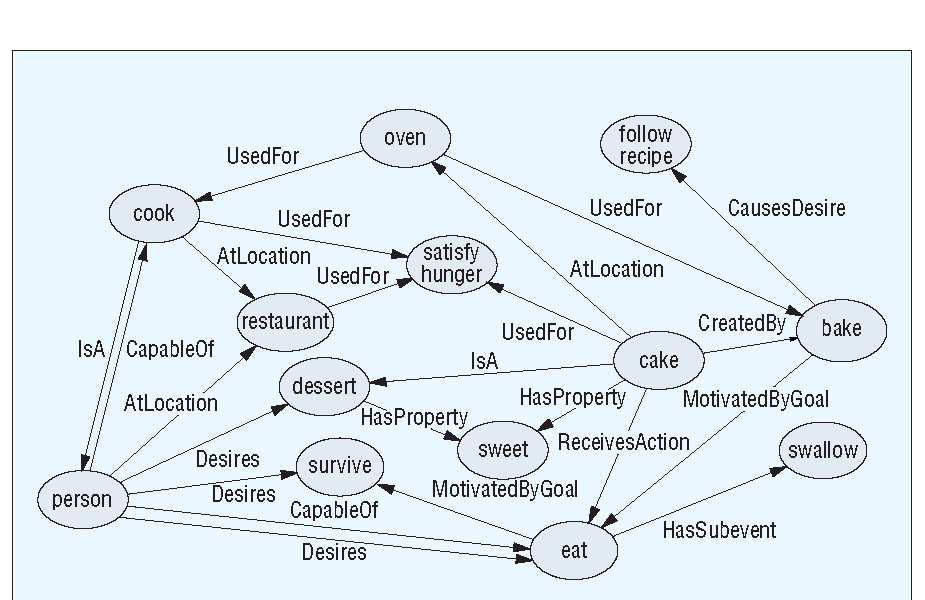 oven
follow
recipe
UsedFor
cook
UsedFor
UsedFor
CausesDesire
AtLocation
satisfy
hunger
UsedFor
AtLocation
restaurant
CreatedBy
bake
UsedFor
IsA
CapableOf
IsA
cake
dessert
AtLocation
HasProperty
HasProperty
MotivatedByGoal
ReceivesAction
sweet
swallow
Desires
survive
Desires
MotivatedByGoal
person
CapableOf
HasSubevent
Desires
eat